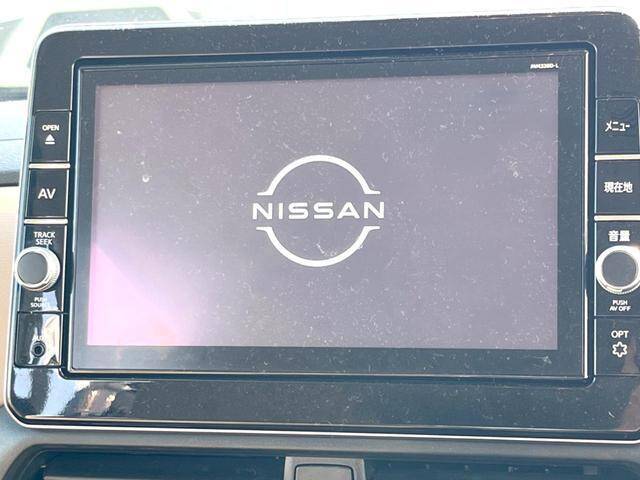 MM320D-L
OPEN
AV
TRACK
SEEK
PUSH
SOURCE
NISSAN
メニュー
現在地
音量
PUSH
AV OFF
OPT